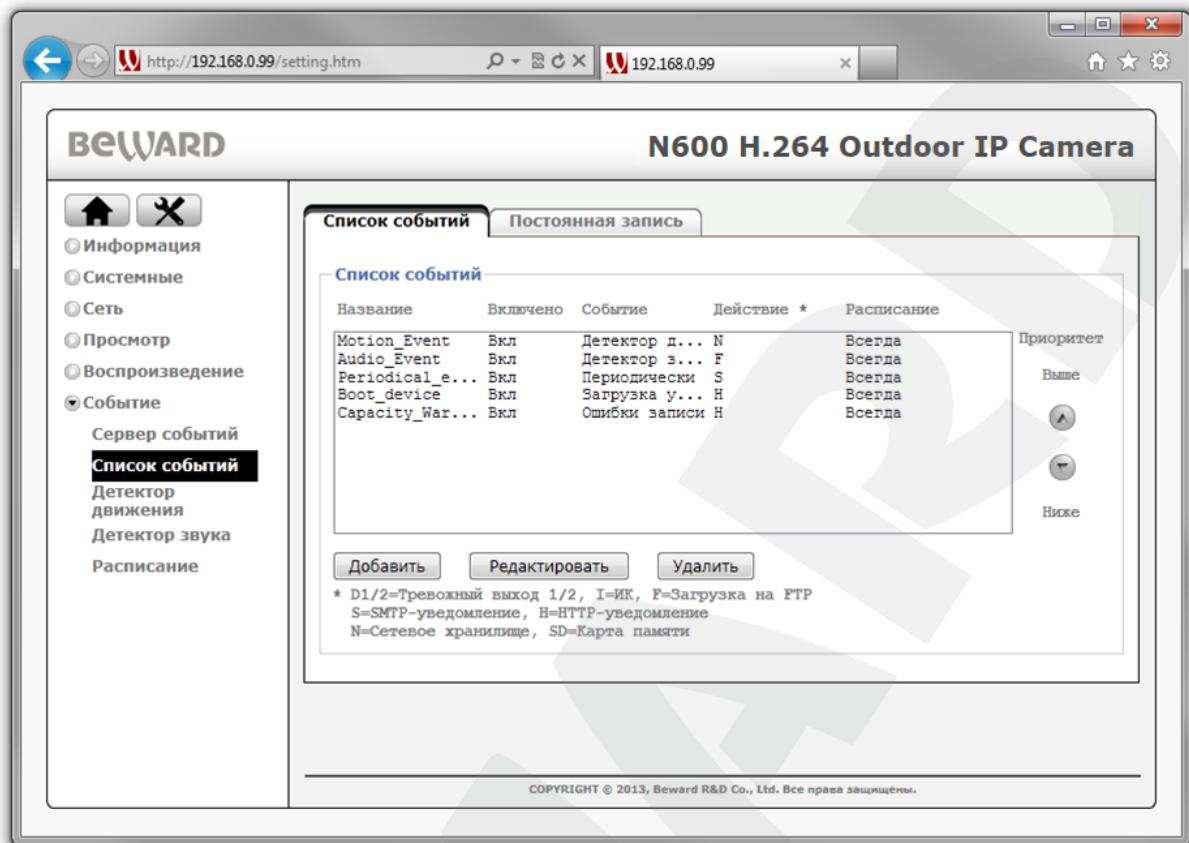 http://192.168.0.99/setting.htm
192.168.0.99
BEWARD
N600 H.264 Outdoor IP Camera
Информация
Системные
Сеть
Просмотр
Воспроизведение
Событие
Сервер событий
Список событий
Детектор
движения
Детектор звука
Расписание
Список событий Постоянная запись
Список событий
Название Включено Событие Действие * Расписание
Motion_Event Вкл Детектор д... N Всегда
Audio_Event Вкл Детектор з... F Всегда
Periodical_e... Вкл Периодически S Всегда
Boot_device Вкл Загрузка у... H Всегда
Capacity_War... Вкл Ошибки записи H Всегда
Приоритет
Выше
Ниже
Добавить Редактировать Удалить
* D1/2=Тревожный выход 1/2, I=ИК, F=Загрузка на FTP
S=SMTP-уведомление, H=HTTP-уведомление
N=Сетевое хранилище, SD=Карта памяти
COPYRIGHT © 2013, Beward R&D Co., Ltd. Все права защищены.